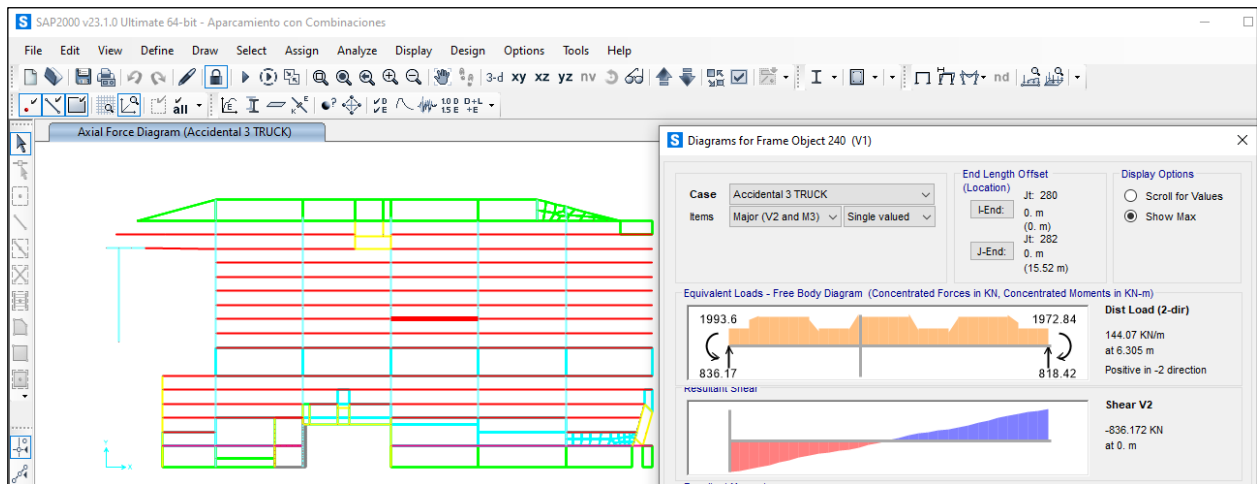 SAP2000 v23.1.0 Ultimate 64-bit - Aparcamiento con Combinaciones
File Edit View Define Draw Select Assign Analyze Display Design Options Tools Help
3-d xy xz yz nv
nd
all
Axial Force Diagram (Accidental 3 TRUCK)
Y
X
Diagrams for Frame Object 240 (V1)
Case Accidental 3 TRUCK
Items Major (V2 and M3) Single valued
End Length Offset
(Location)
Jt: 280
I-End: 0. m
(0. m)
Jt: 282
J-End: 0. m
(15.52 m)
Display Options
Scroll for Values
Show Max
Equivalent Loads - Free Body Diagram (Concentrated Forces in KN, Concentrated Moments in KN-m)
1993.6 1972.84
836.17 818.42
Dist Load (2-dir)
144.07 KN/m
at 6.305 m
Positive in -2 direction
Resultant Shear
Shear V2
-836.172 KN
at 0. m